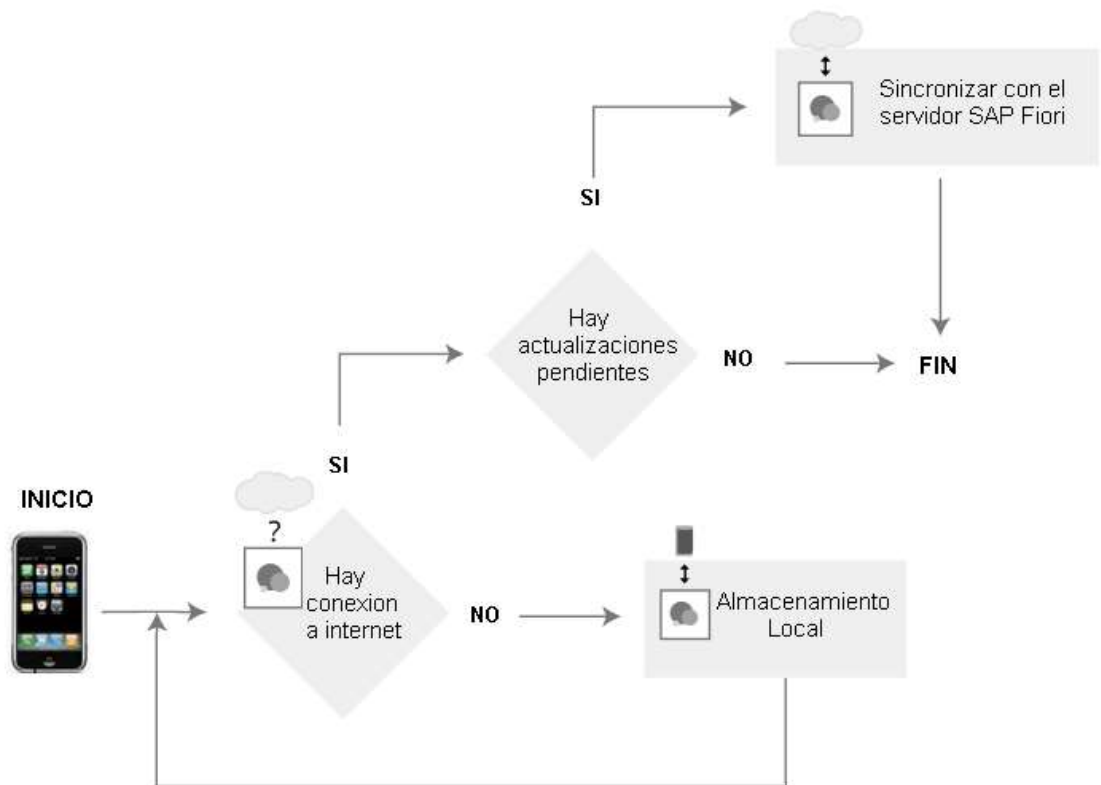 Sincronizar con el
servidor SAP Fiori
SI
Hay
actualizaciones
pendientes
NO
FIN
SI
INICIO
?
Hay
conexion
a internet
NO
Almacenamiento
Local